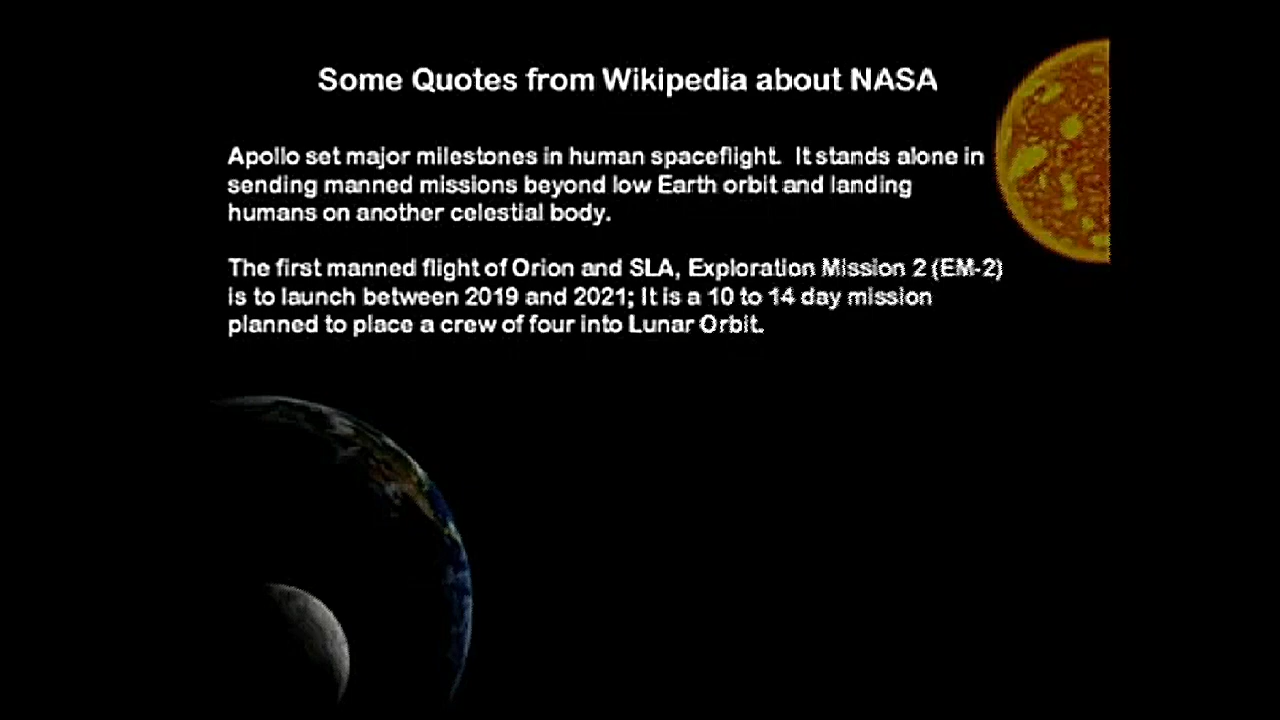 Some Quotes from Wikipedia about NASA
Apollo set major milestones in human spaceflight. It stands alone in
sending manned missions beyond low Earth orbit and landing
humans on another celestial body.
The first manned flight of Orion and SLA, Exploration Mission 2 (EM-2)
is to launch between 2019 and 2021; It is a 10 to 14 day mission
planned to place a crew of four into Lunar Orbit.